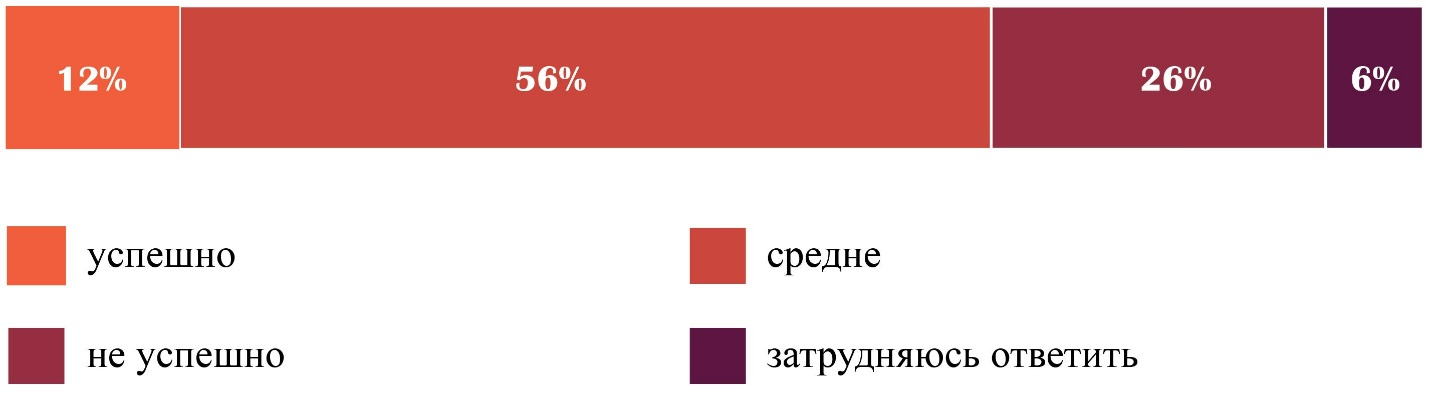 12% 56% 26% 6%
успешно средне
не успешно затрудняюсь ответить